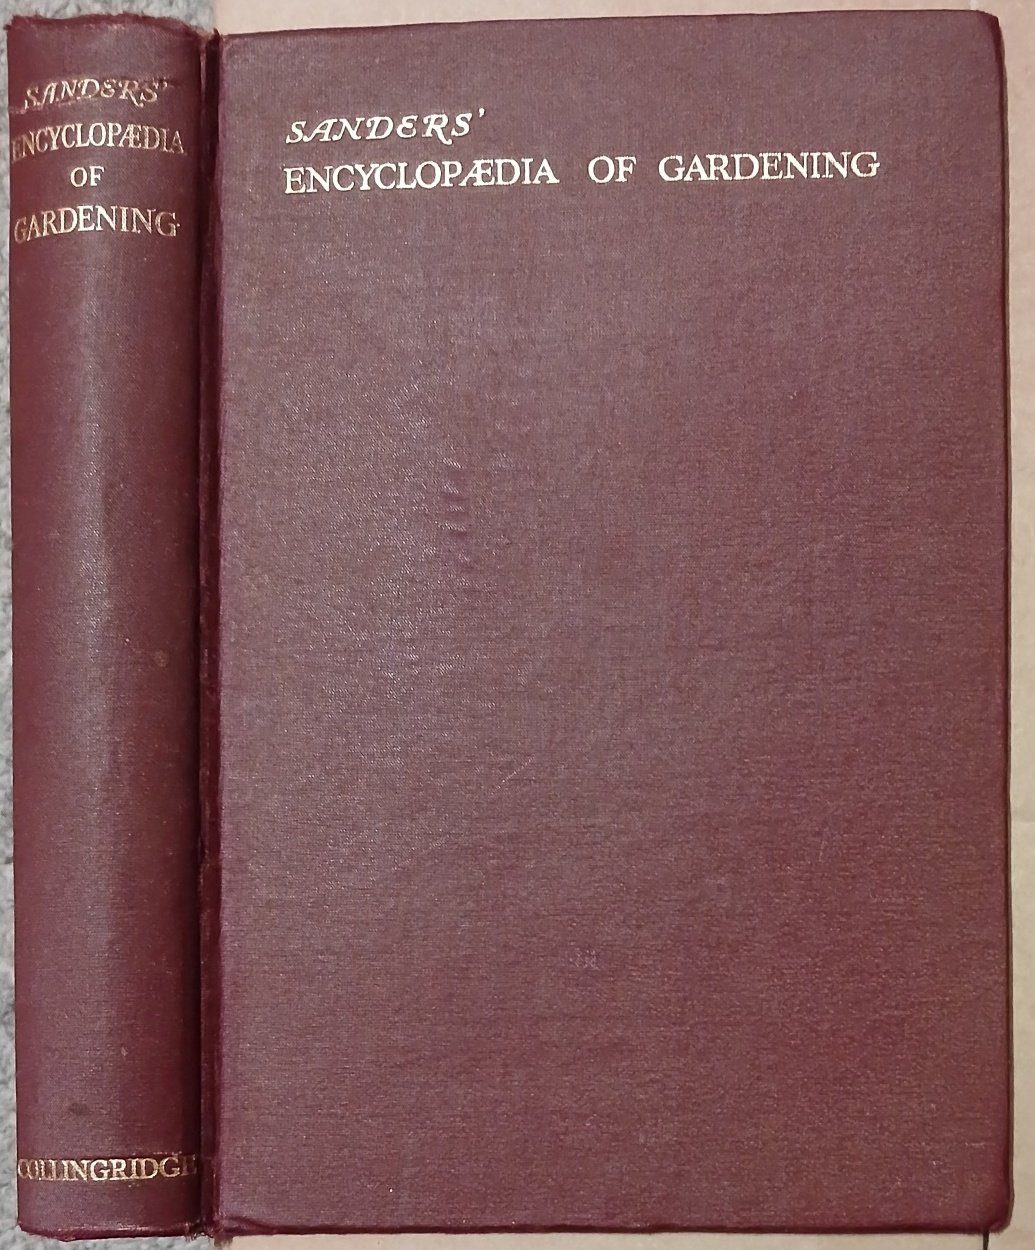 SANDERS'
ENCYCLOPÆDIA
OF
GARDENING
COLLINGRIDGE
SANDERS'
ENCYCLOPÆDIA OF GARDENING